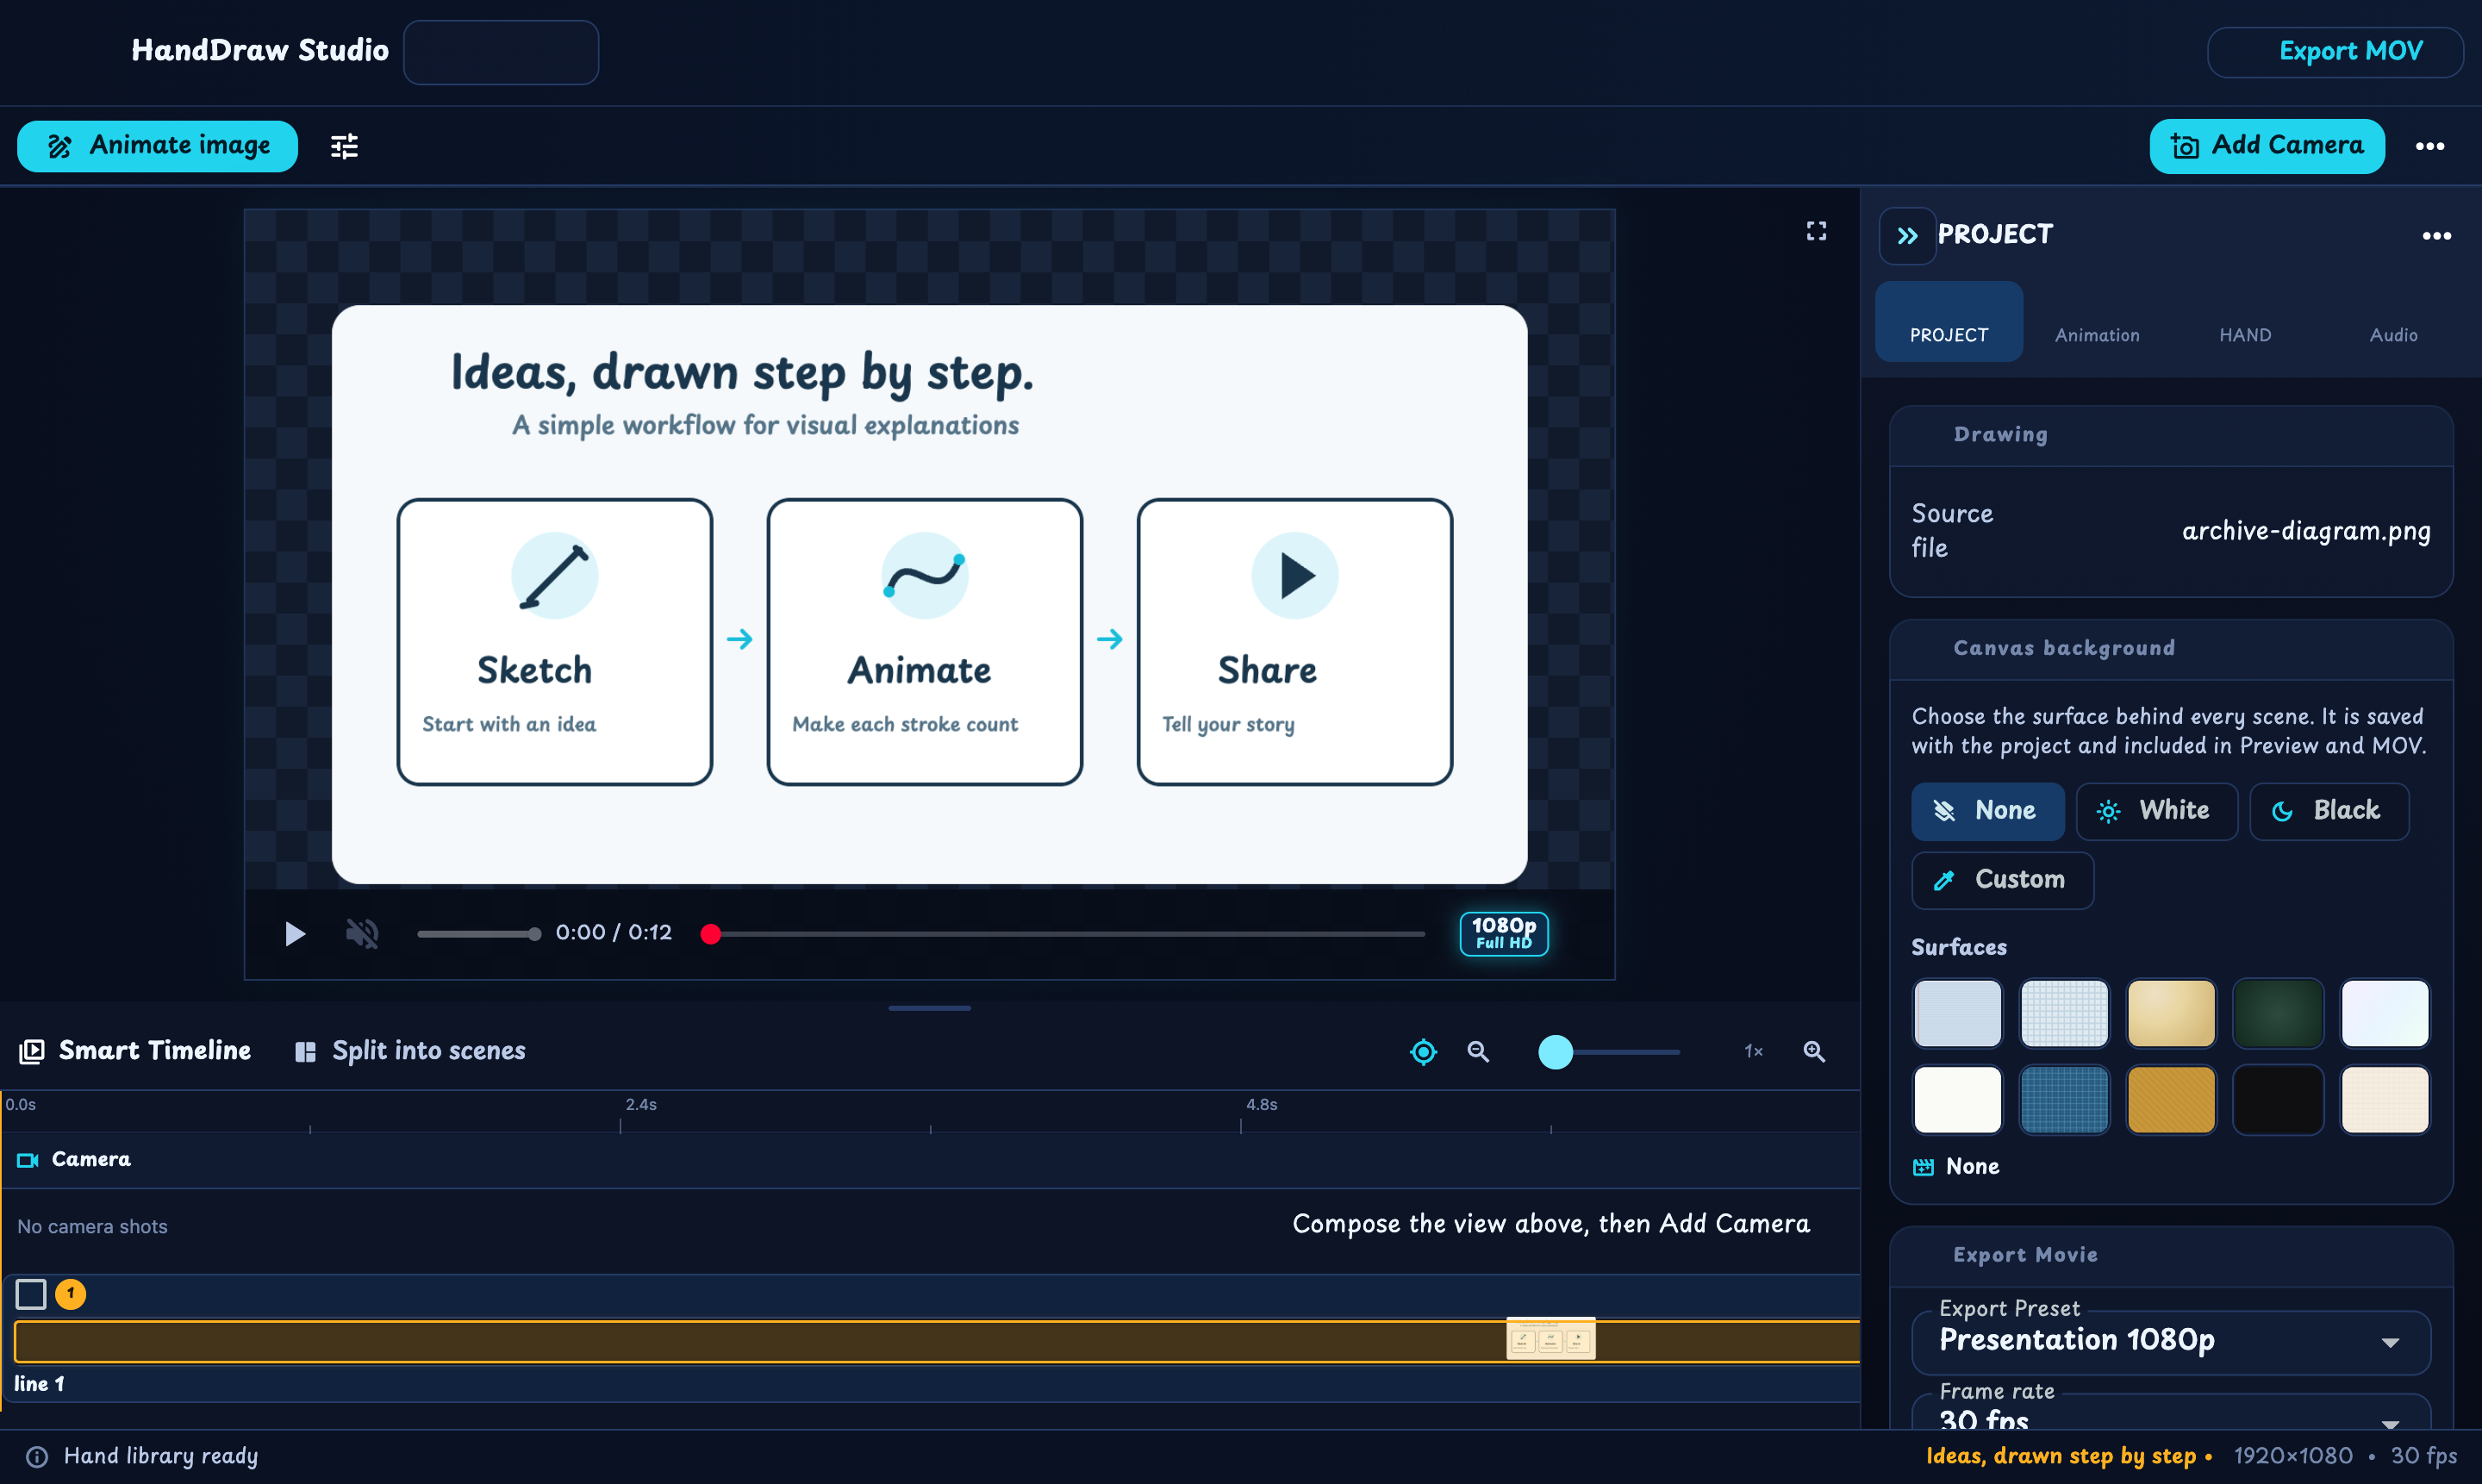 HandDraw Studio
Export MOV
Animate image
Add Camera
Ideas, drawn step by step.
A simple workflow for visual explanations
Sketch
Animate
Share
Start with an idea
Make each stroke count
Tell your story
0:00 / 0:12
1080p
Full HD
PROJECT
PROJECT
Animation
HAND
Audio
Drawing
Source
file
archive-diagram.png
Canvas background
Choose the surface behind every scene. It is saved
with the project and included in Preview and MOV.
None
White
Black
Custom
Surfaces
None
Export Movie
Export Preset
Presentation 1080p
Frame rate
30 fps
Smart Timeline
Split into scenes
1×
0.0s
2.4s
4.8s
Camera
No camera shots
Compose the view above, then Add Camera
1
line 1
Hand library ready
Ideas, drawn step by step •
1920×1080 • 30 fps